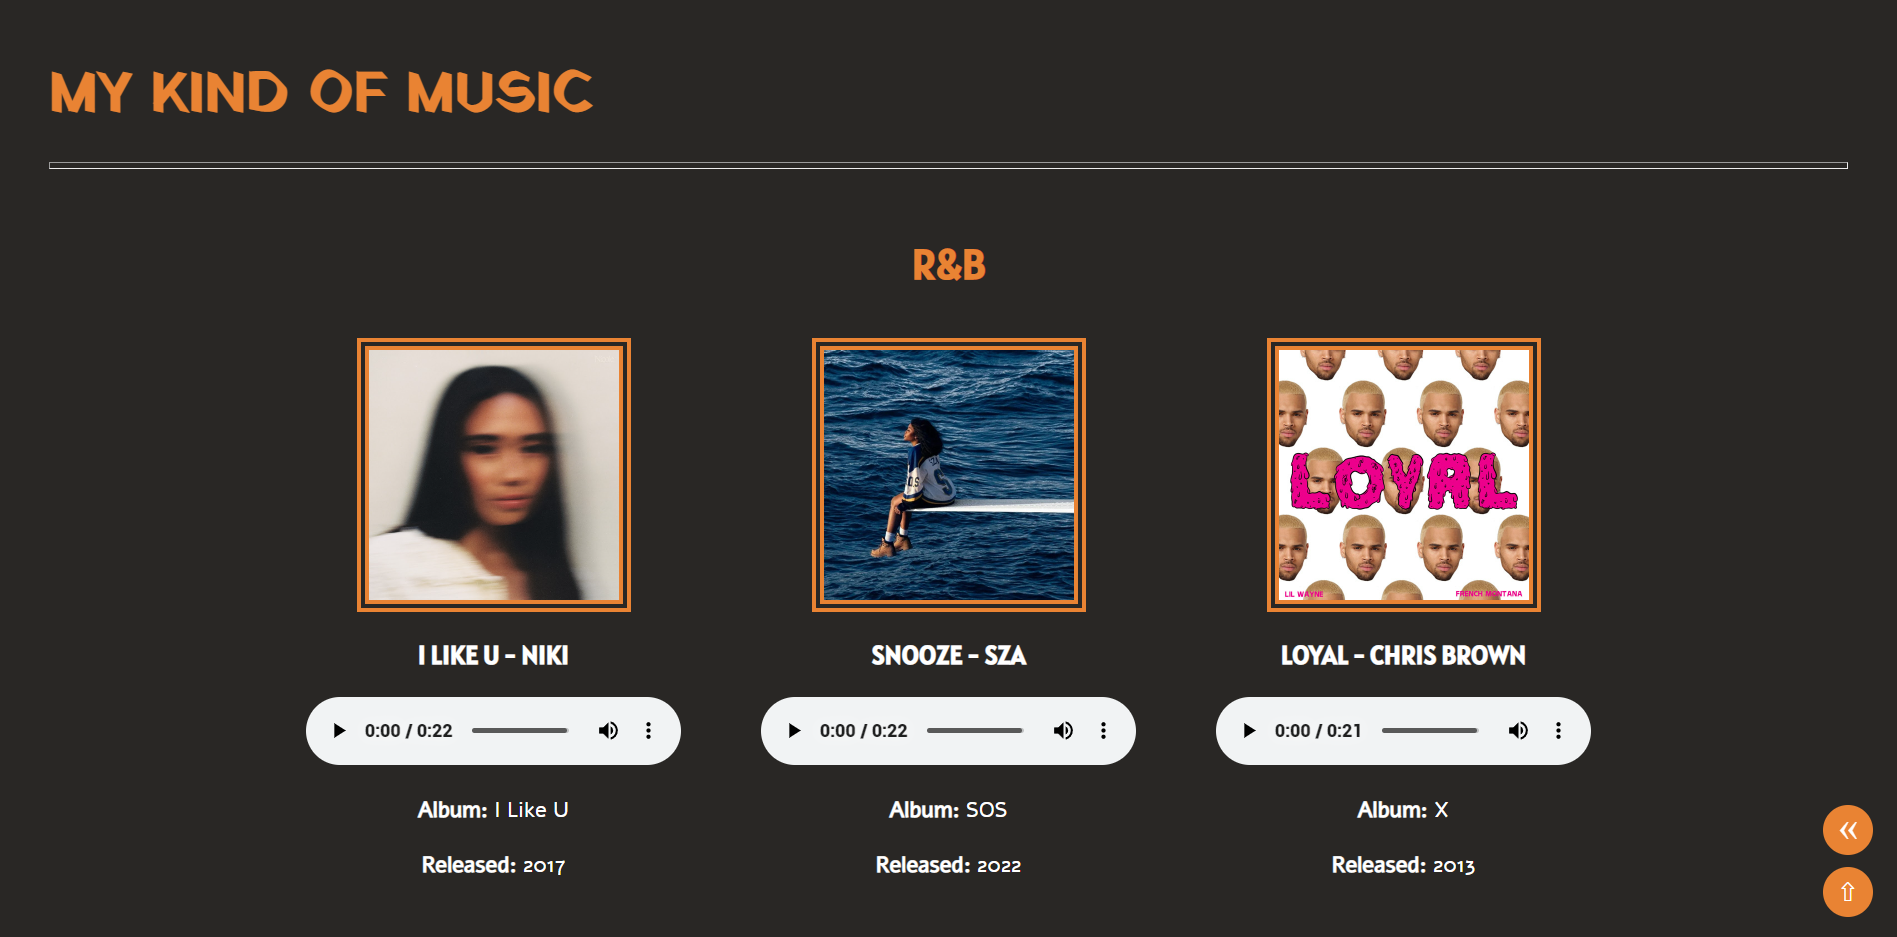 MY KIND OF MUSIC
R&B
LOYAL
LIL WAYNE
FRENCH MONTANA
I LIKE U - NIKI
SNOOZE - SZA
LOYAL - CHRIS BROWN
0:00 / 0:22
0:00 / 0:22
0:00 / 0:21
Album: I Like U
Album: SOS
Album: X
Released: 2017
Released: 2022
Released: 2013